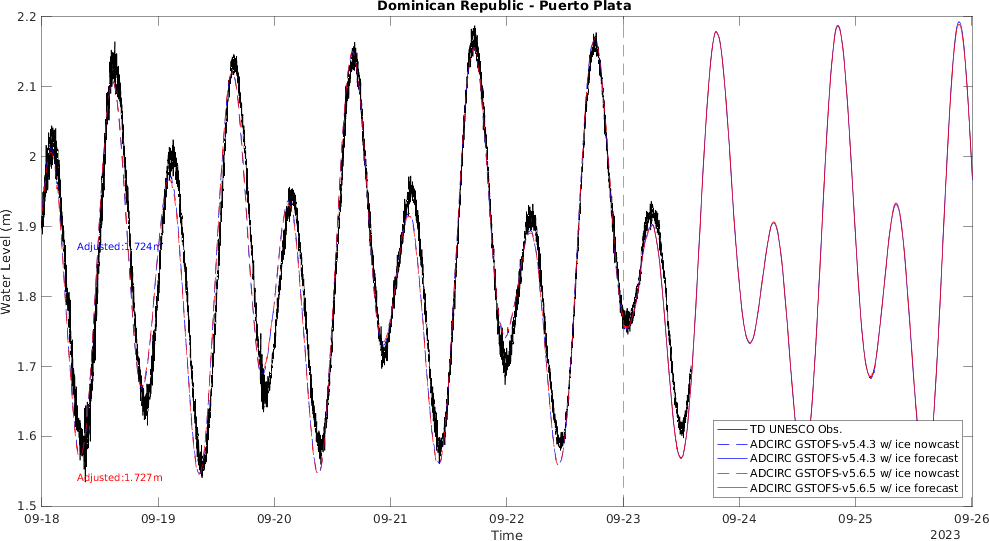 Dominican Republic - Puerto Plata
2.2
2.1
2
1.9
1.8
1.7
1.6
1.5
Water Level (m)
Adjusted:1.724m
Adjusted:1.727m
TD UNESCO Obs.
ADCIRC GSTOFS-v5.4.3 w/ ice nowcast
ADCIRC GSTOFS-v5.4.3 w/ ice forecast
ADCIRC GSTOFS-v5.6.5 w/ ice nowcast
ADCIRC GSTOFS-v5.6.5 w/ ice forecast
09-18 09-19 09-20 09-21 09-22 09-23 09-24 09-25 09-26
Time
2023